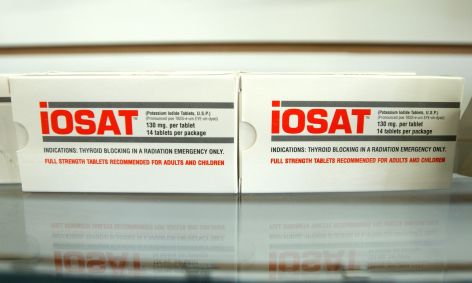 iOSAT™
(Potassium Iodide Tablets, U.S.P.)
130 mg. per tablet
14 tablets per package
INDICATIONS: THYROID BLOCKING IN A RADIATION EMERGENCY ONLY.
FULL STRENGTH TABLETS RECOMMENDED FOR ADULTS AND CHILDREN
iOSAT™
(Potassium Iodide Tablets, U.S.P.)
130 mg. per tablet
14 tablets per package
INDICATIONS: THYROID BLOCKING IN A RADIATION EMERGENCY ONLY.
FULL STRENGTH TABLETS RECOMMENDED FOR ADULTS AND CHILDREN